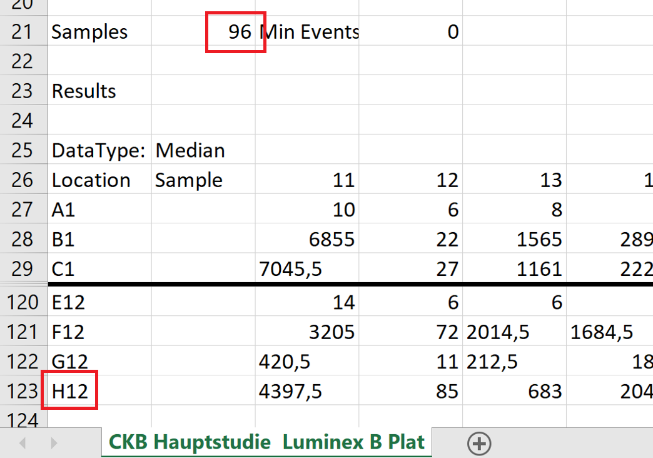 20
21 Samples 96 Min Events 0
22
23 Results
24
25 DataType: Median
26 Location Sample 11 12 13 1
27 A1 10 6 8
28 B1 6855 22 1565 289
29 C1 7045,5 27 1161 222
120 E12 14 6 6
121 F12 3205 72 2014,5 1684,5
122 G12 420,5 11 212,5 18
123 H12 4397,5 85 683 204
124
CKB Hauptstudie Luminex B Plat